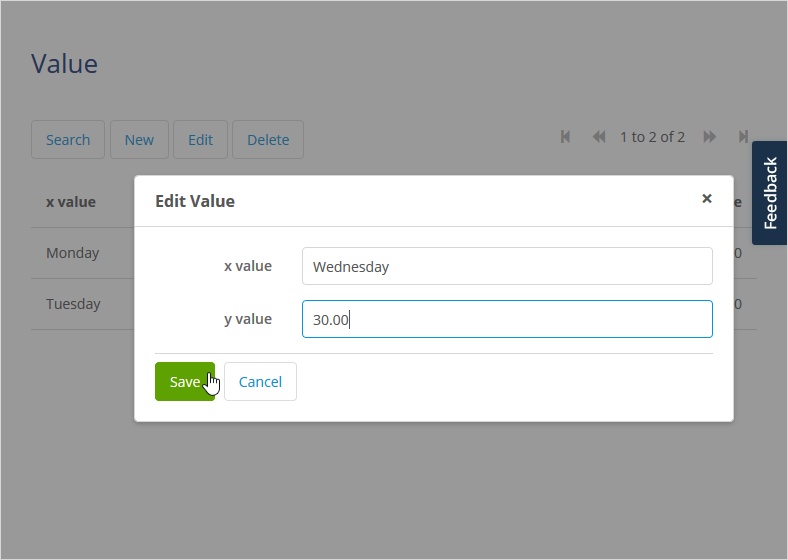 Value
Search New Edit Delete 1 to 2 of 2
Feedback
x value e
Edit Value ×
Monday 0
x value Wednesday
Tuesday 0
y value 30.00
Save Cancel